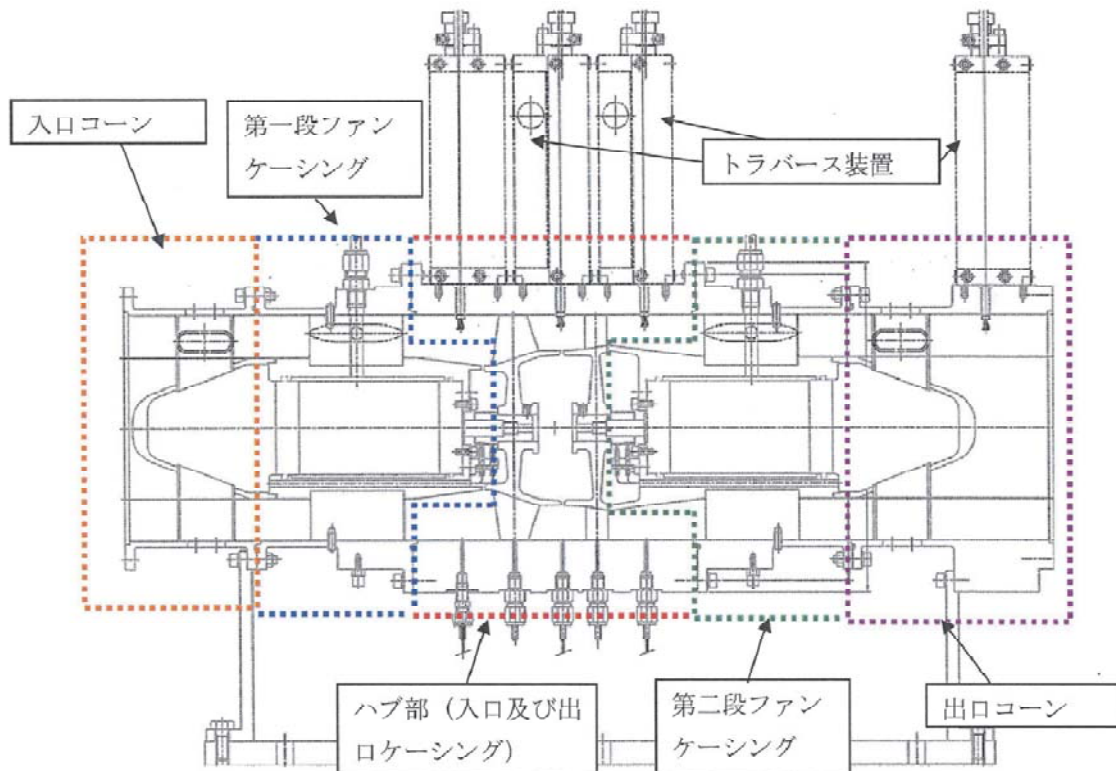 入口コーン
第一段ファン
ケーシング
トラバース装置
ハブ部（入口及び出
ロケーシング）
第二段ファン
ケーシング
出口コーン